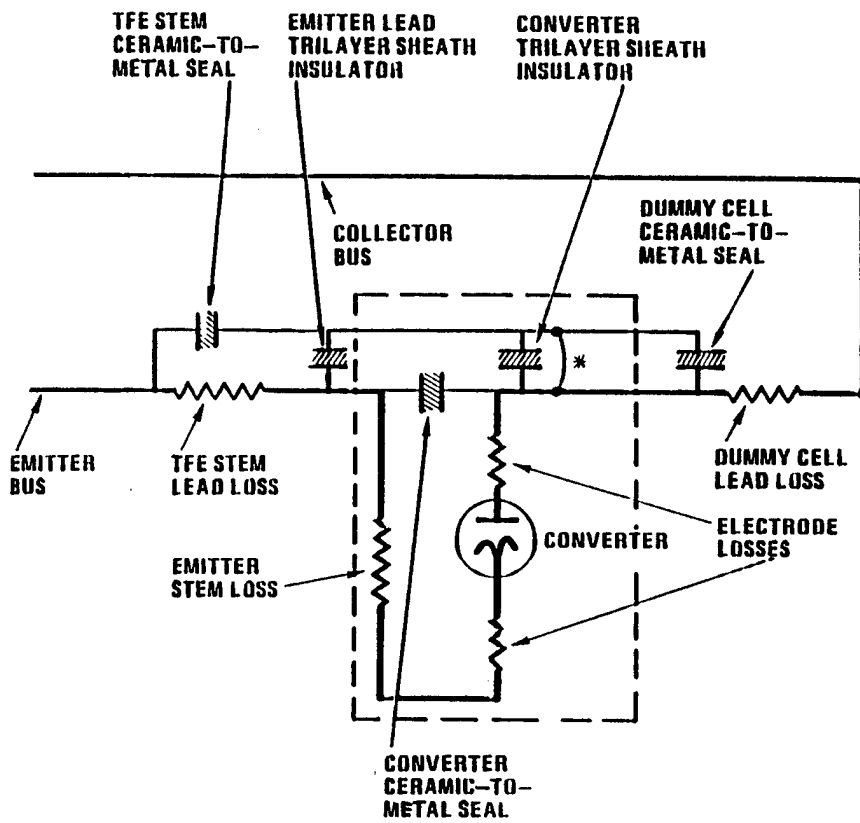 TFE STEM
CERAMIC-TO-
METAL SEAL
EMITTER LEAD
TRILAYER SHEATH
INSULATOR
CONVERTER
TRILAYER SHEATH
INSULATOR
COLLECTOR
BUS
DUMMY CELL
CERAMIC-TO-
METAL SEAL
*
EMITTER
BUS
TFE STEM
LEAD LOSS
DUMMY CELL
LEAD LOSS
EMITTER
STEM LOSS
CONVERTER
ELECTRODE
LOSSES
CONVERTER
CERAMIC-TO-
METAL SEAL